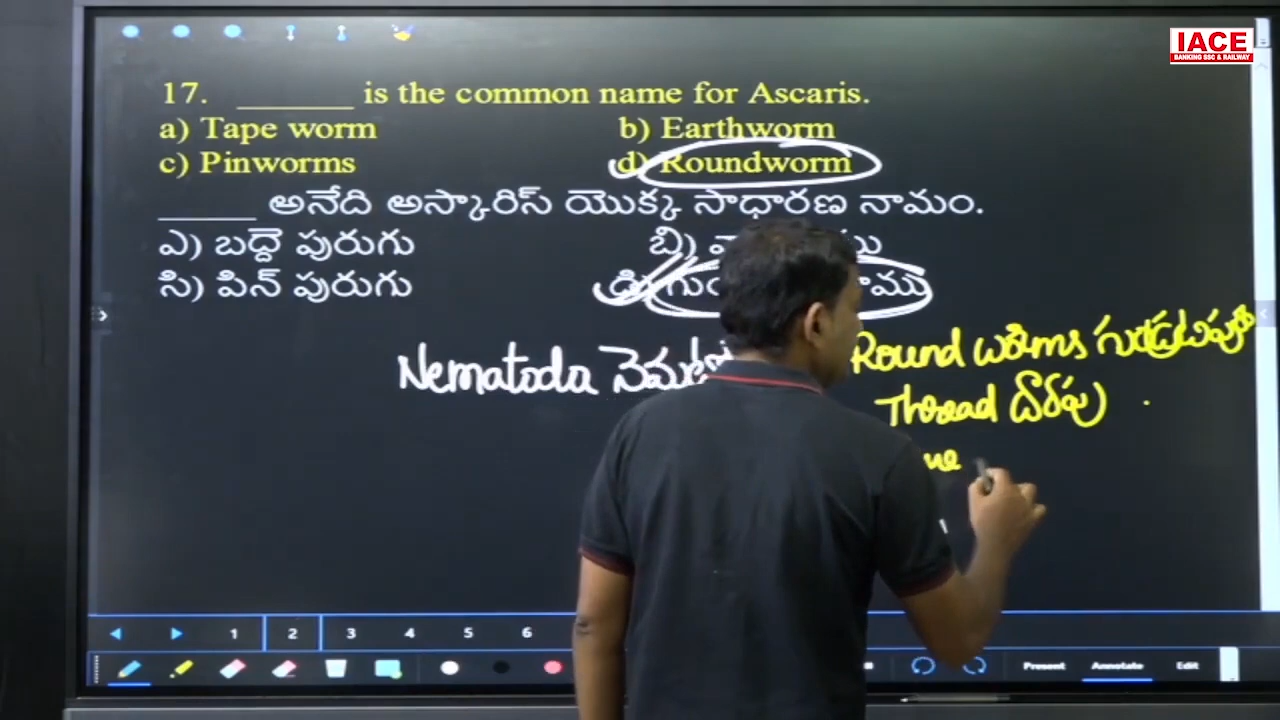 IACE
BANKING SSC & RAILWAY
17. _______ is the common name for Ascaris.
a) Tape worm b) Earthworm
c) Pinworms d) Roundworm
______ అనేది అస్కారిస్ యొక్క సాధారణ నామం.
ఎ) బద్దె పురుగు బి)
సి) పిన్ పురుగు డి)
Nematoda Round worms
Thread దారపు
1 2 3 4 5 6
Present Annotate Edit